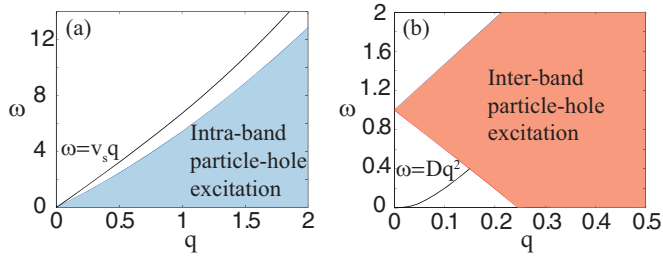 (a)
12
8
4
0
ω
ω=v_s q
Intra-band
particle-hole
excitation
0 0.5 1 1.5 2
q
(b)
2
1.6
1.2
0.8
0.4
0
ω
Inter-band
particle-hole
excitation
ω=Dq²
0 0.1 0.2 0.3 0.4 0.5
q